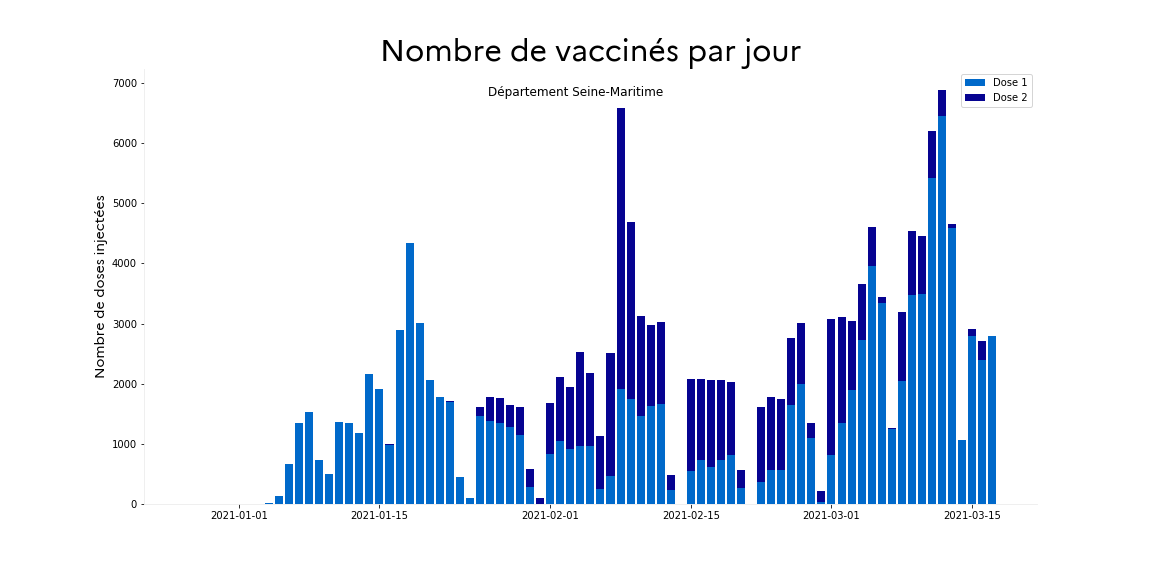 Nombre de vaccinés par jour
Département Seine-Maritime
Dose 1
Dose 2
Nombre de doses injectées
7000
6000
5000
4000
3000
2000
1000
0
2021-01-01
2021-01-15
2021-02-01
2021-02-15
2021-03-01
2021-03-15